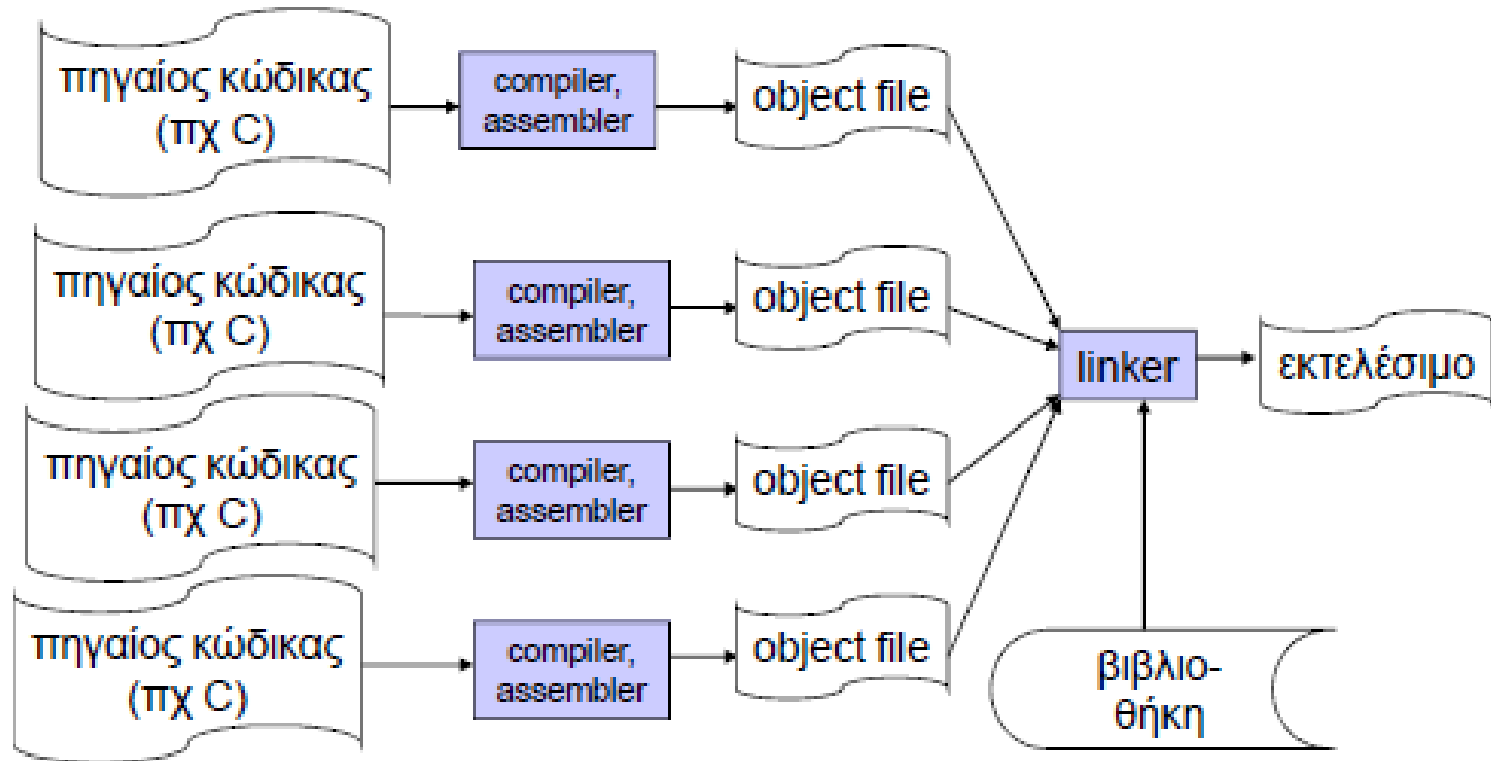 πηγαίος κώδικας
(πχ C)
compiler,
assembler
object file
πηγαίος κώδικας
(πχ C)
compiler,
assembler
object file
linker
εκτελέσιμο
πηγαίος κώδικας
(πχ C)
compiler,
assembler
object file
πηγαίος κώδικας
(πχ C)
compiler,
assembler
object file
βιβλιο-
θήκη